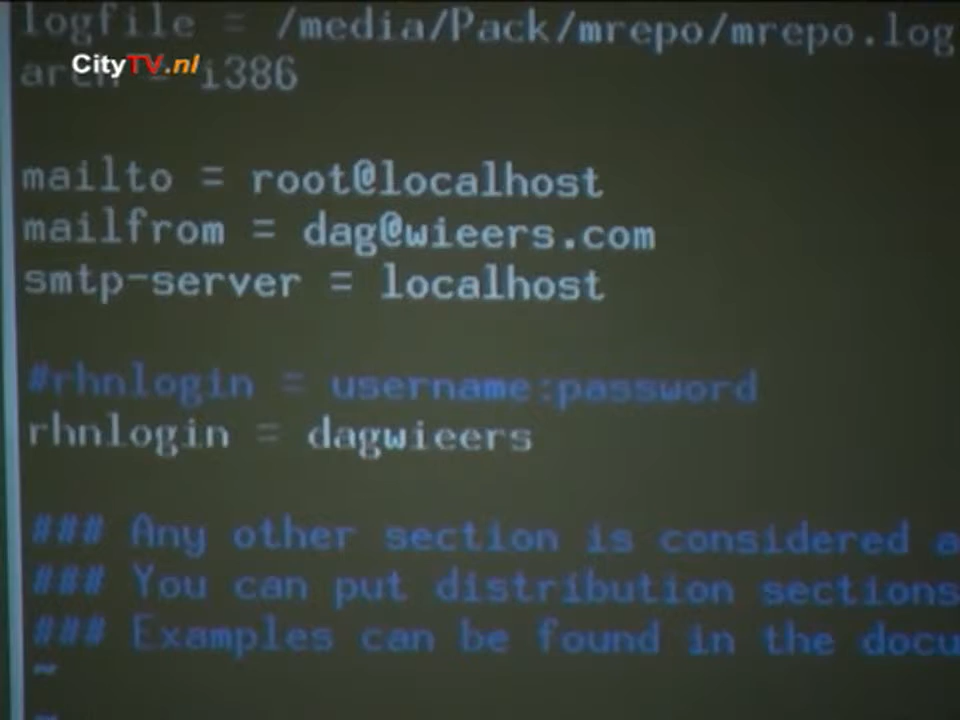 logfile = /media/Pack/mrepo/mrepo.log
CityTV.nl
arch = i386
mailto = root@localhost
mailfrom = dag@wieers.com
smtp-server = localhost
#rhnlogin = username:password
rhnlogin = dagwieers
### Any other section is considered a
### You can put distribution sections
### Examples can be found in the docu
~
~